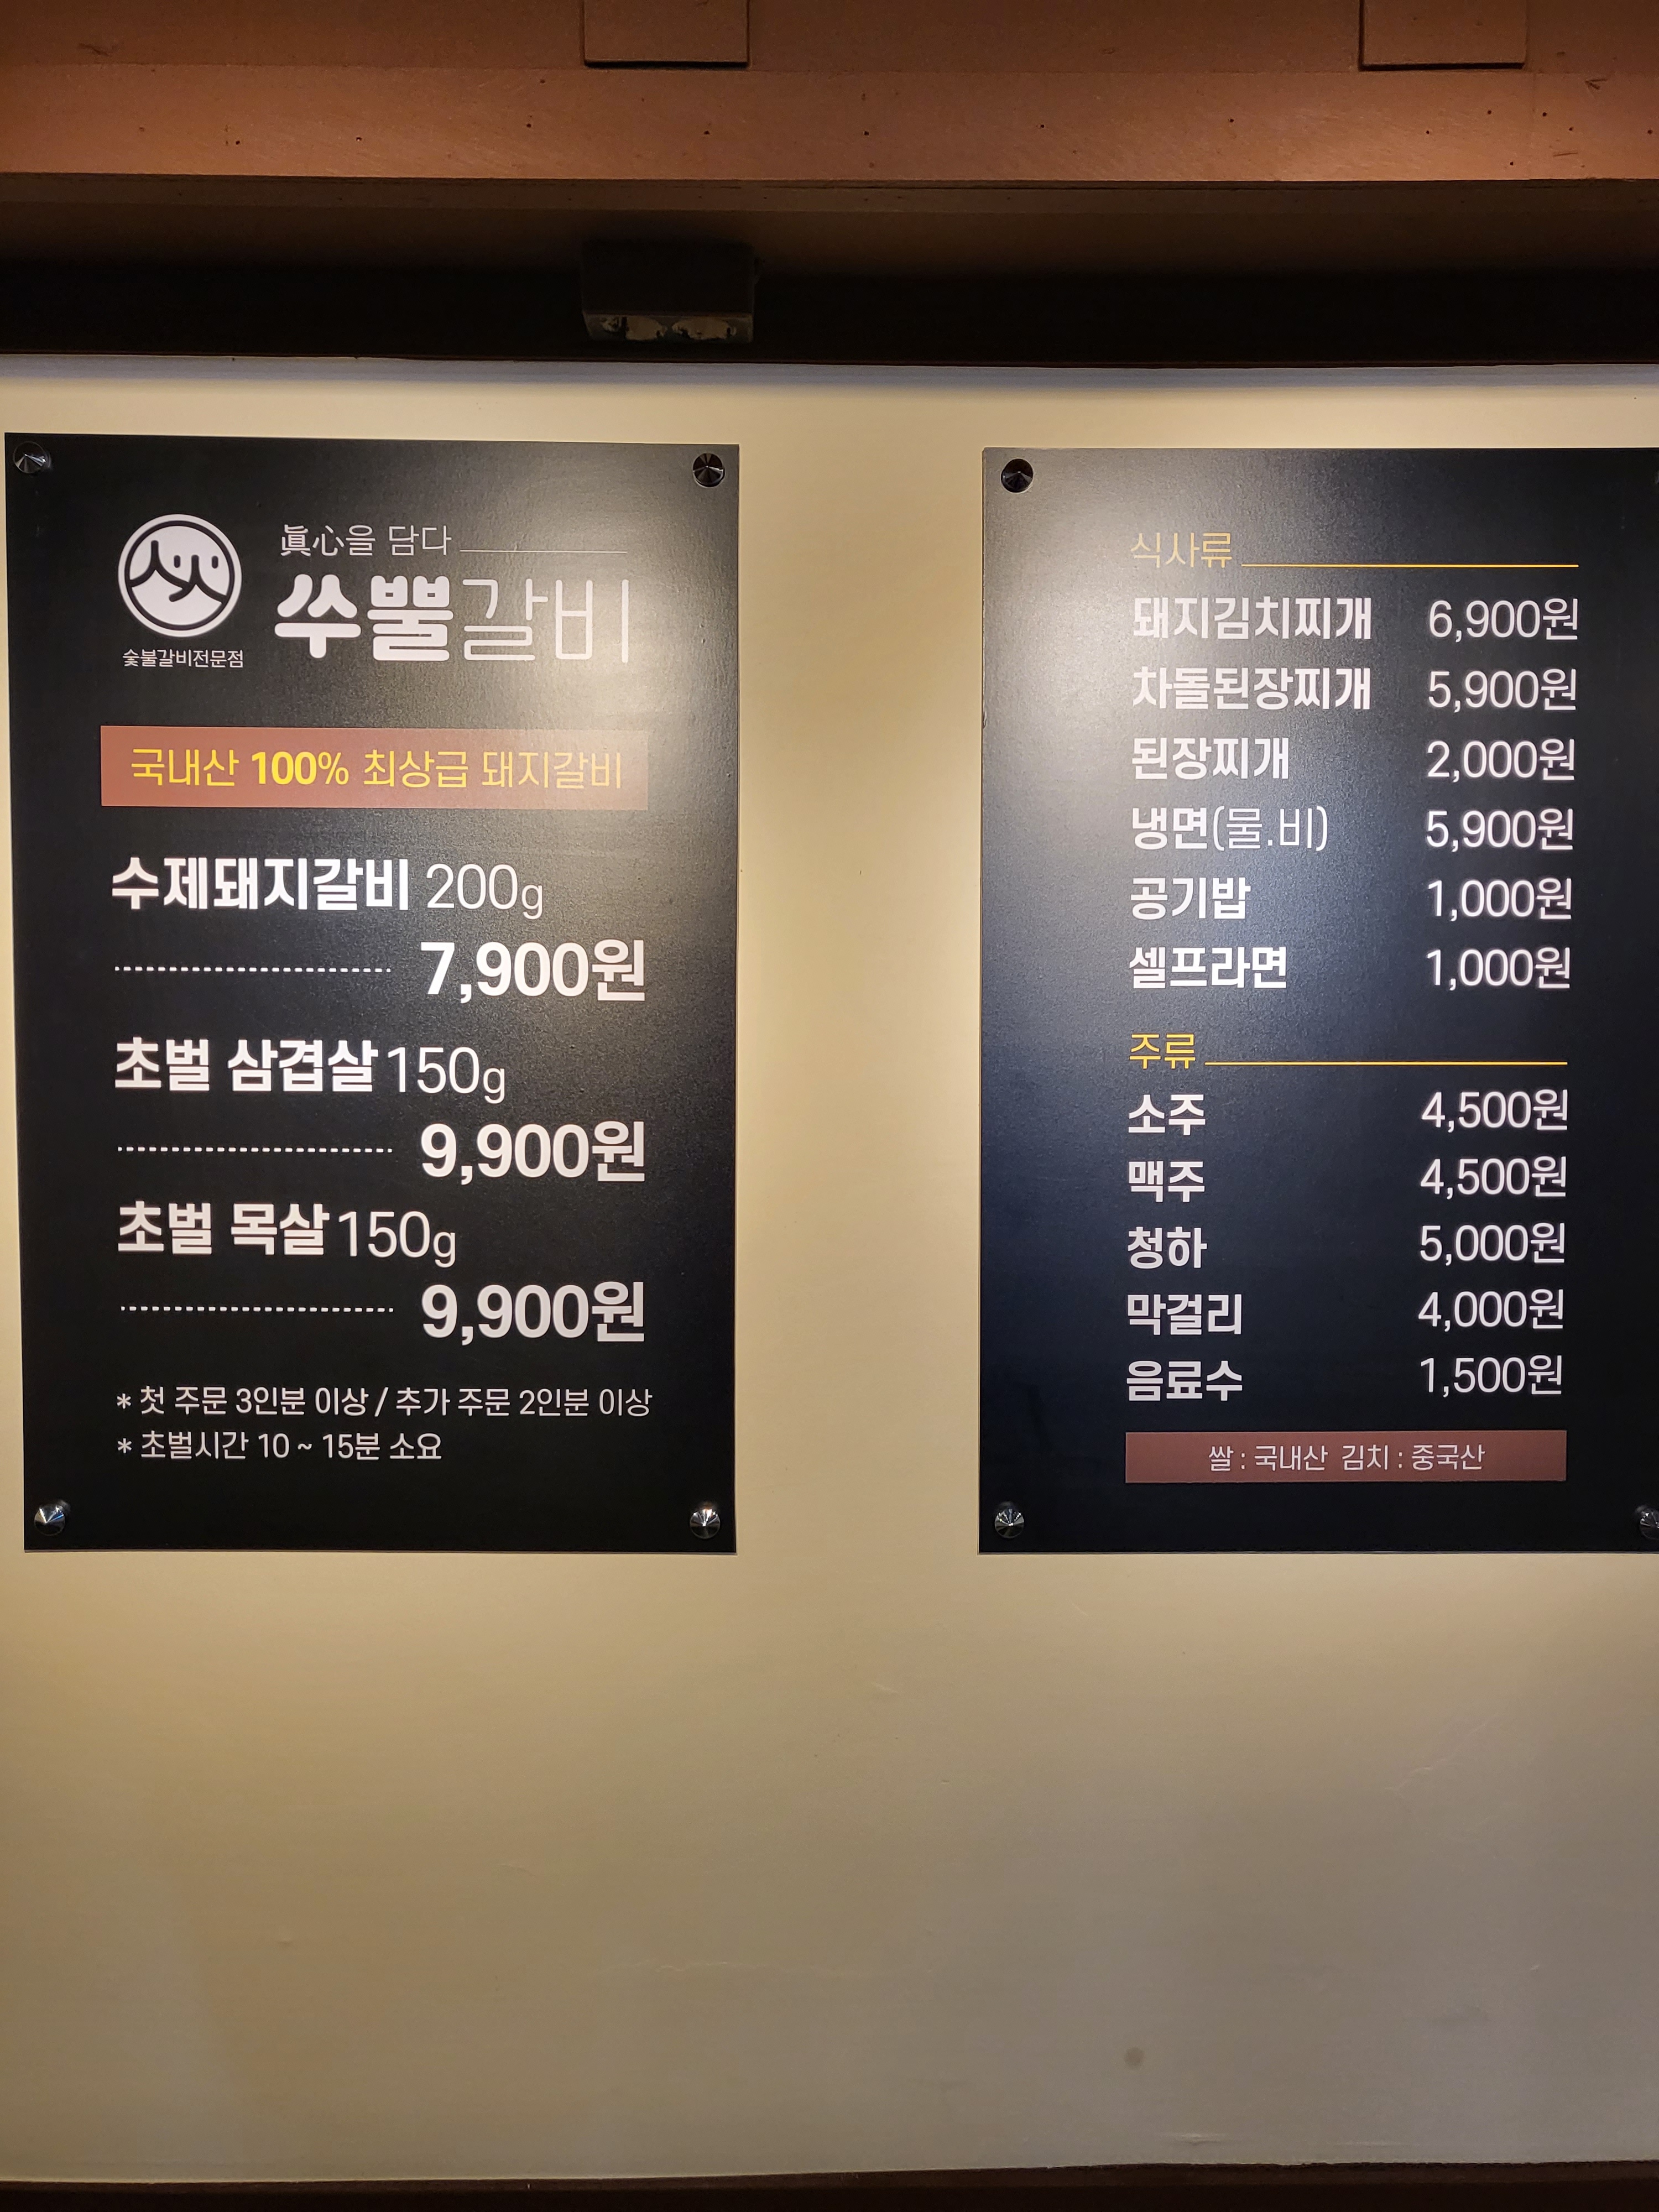 眞心을 담다
쑤뿔갈비
숯불갈비전문점
국내산 100% 최상급 돼지갈비
수제돼지갈비 200g
7,900원
초벌 삼겹살 150g
9,900원
초벌 목살 150g
9,900원
* 첫 주문 3인분 이상 / 추가 주문 2인분 이상
* 초벌시간 10 ~ 15분 소요
식사류
돼지김치찌개 6,900원
차돌된장찌개 5,900원
된장찌개 2,000원
냉면(물.비) 5,900원
공기밥 1,000원
셀프라면 1,000원
주류
소주 4,500원
맥주 4,500원
청하 5,000원
막걸리 4,000원
음료수 1,500원
쌀 : 국내산 김치 : 중국산